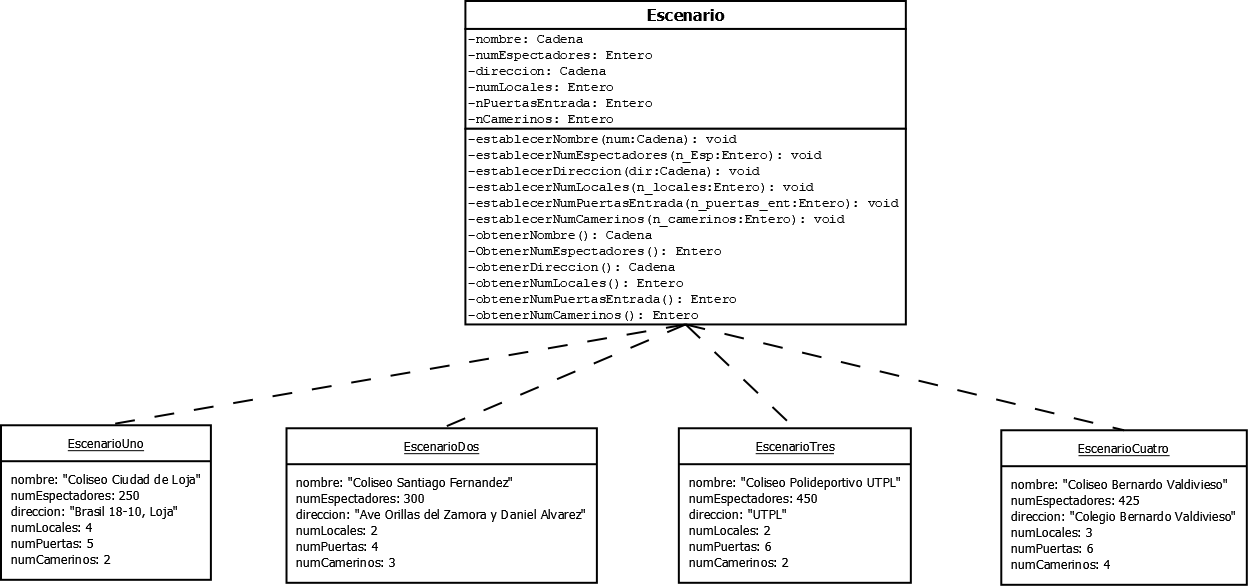 Escenario
-nombre: Cadena
-numEspectadores: Entero
-direccion: Cadena
-numLocales: Entero
-nPuertasEntrada: Entero
-nCamerinos: Entero
-establecerNombre(num:Cadena): void
-establecerNumEspectadores(n_Esp:Entero): void
-establecerDireccion(dir:Cadena): void
-establecerNumLocales(n_locales:Entero): void
-establecerNumPuertasEntrada(n_puertas_ent:Entero): void
-establecerNumCamerinos(n_camerinos:Entero): void
-obtenerNombre(): Cadena
-ObtenerNumEspectadores(): Entero
-obtenerDireccion(): Cadena
-obtenerNumLocales(): Entero
-obtenerNumPuertasEntrada(): Entero
-obtenerNumCamerinos(): Entero
EscenarioUno
nombre: "Coliseo Ciudad de Loja"
numEspectadores: 250
direccion: "Brasil 18-10, Loja"
numLocales: 4
numPuertas: 5
numCamerinos: 2
EscenarioDos
nombre: "Coliseo Santiago Fernandez"
numEspectadores: 300
direccion: "Ave Orillas del Zamora y Daniel Alvarez"
numLocales: 2
numPuertas: 4
numCamerinos: 3
EscenarioTres
nombre: "Coliseo Polideportivo UTPL"
numEspectadores: 450
direccion: "UTPL"
numLocales: 2
numPuertas: 6
numCamerinos: 2
EscenarioCuatro
nombre: "Coliseo Bernardo Valdivieso"
numEspectadores: 425
direccion: "Colegio Bernardo Valdivieso"
numLocales: 3
numPuertas: 6
numCamerinos: 4